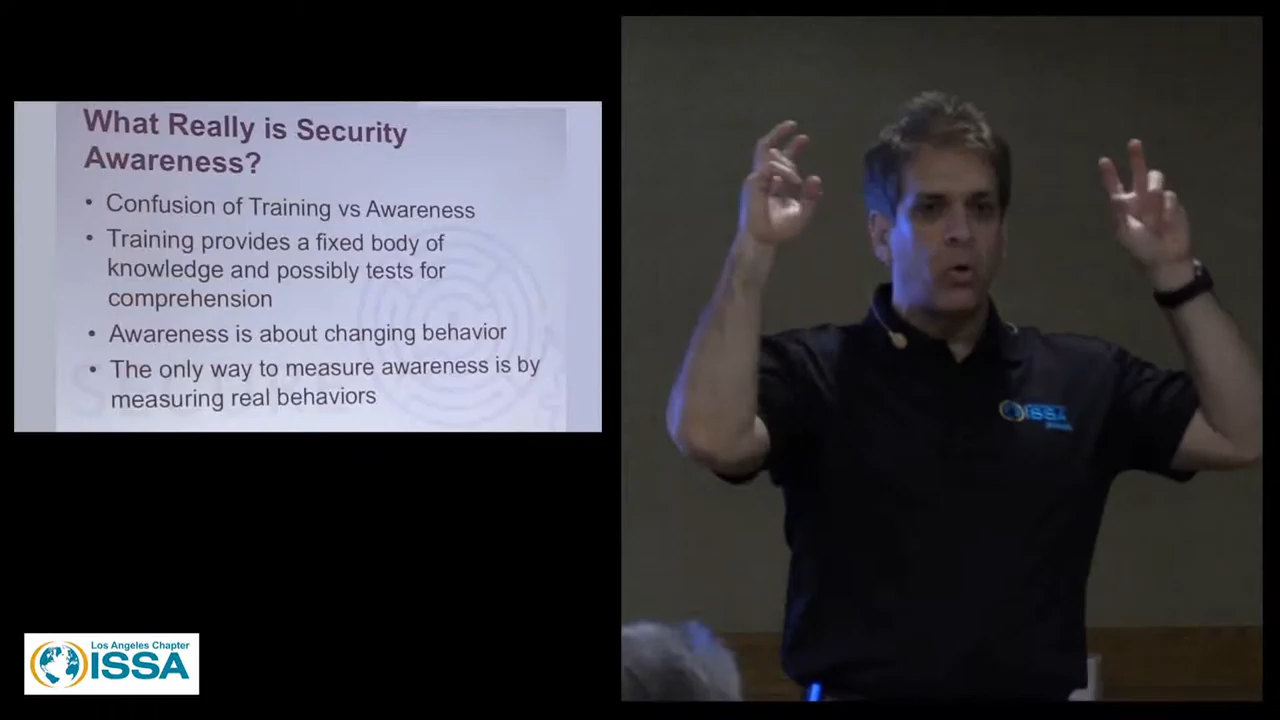 What Really is Security
Awareness?
• Confusion of Training vs Awareness
• Training provides a fixed body of
knowledge and possibly tests for
comprehension
• Awareness is about changing behavior
• The only way to measure awareness is by
measuring real behaviors
ISSA
Los Angeles Chapter
ISSA